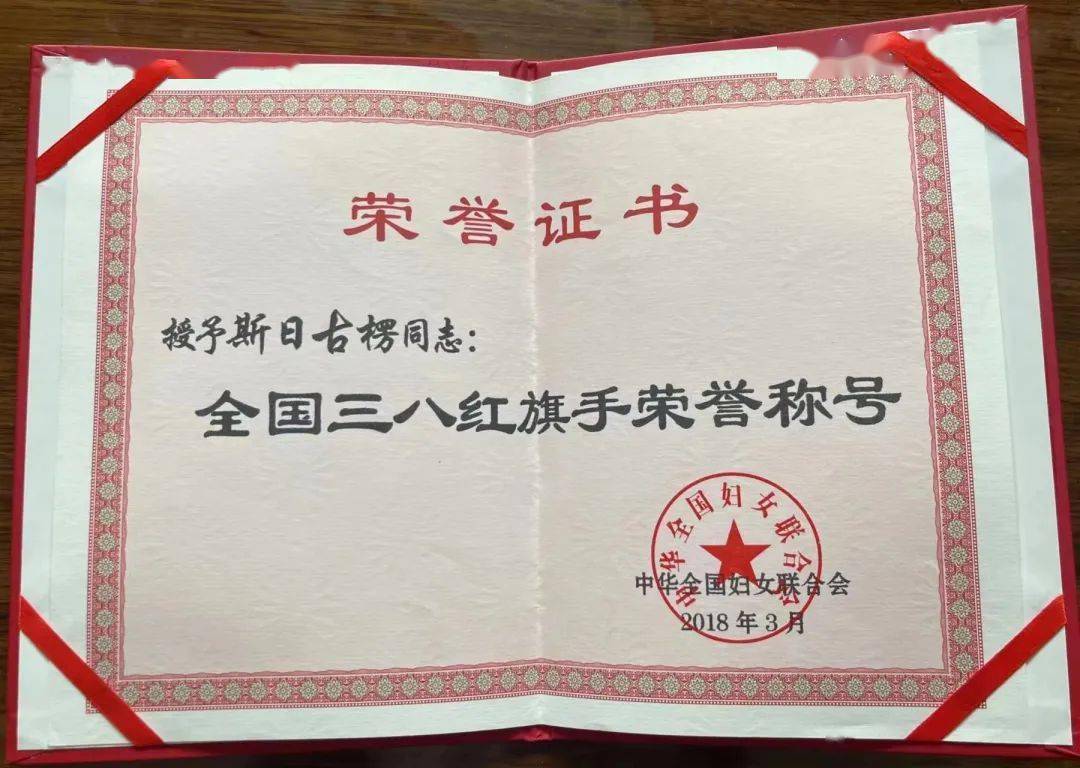 荣誉证书
授予斯日古楞同志：
全国三八红旗手荣誉称号
中华全国妇女联合会
中华全国妇女联合会
2018年3月